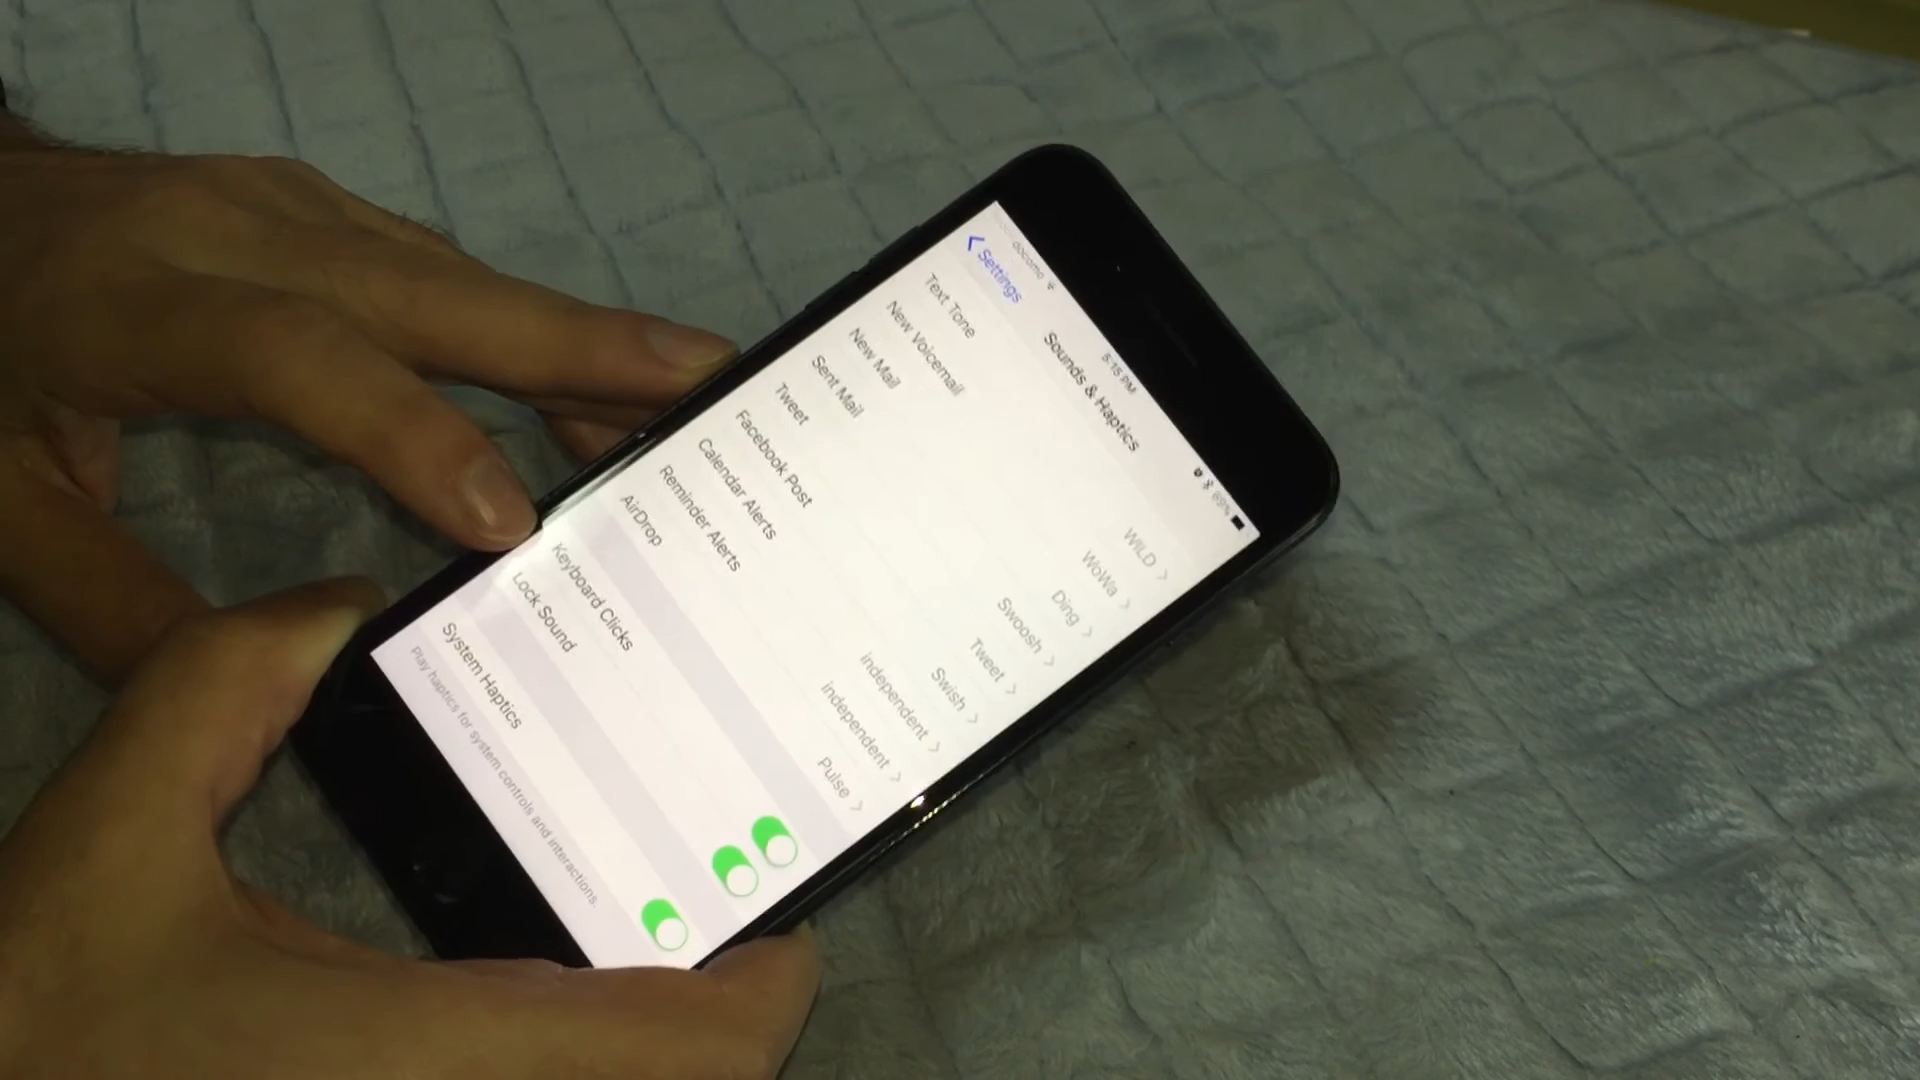 docomo 5:15 PM 69%
Settings Sounds & Haptics
Text Tone WILD
New Voicemail WoWa
New Mail Ding
Sent Mail Swoosh
Tweet Tweet
Facebook Post Swish
Calendar Alerts independent
Reminder Alerts independent
AirDrop Pulse
Keyboard Clicks
Lock Sound
System Haptics
Play haptics for system controls and interactions.